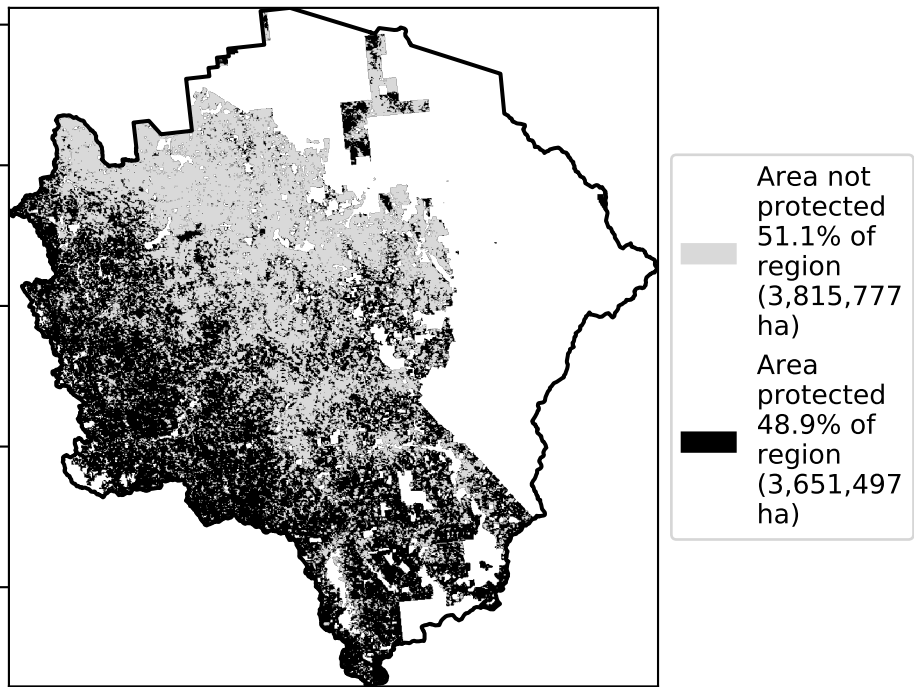 Area not
protected
51.1% of
region
(3,815,777
ha)
Area
protected
48.9% of
region
(3,651,497
ha)